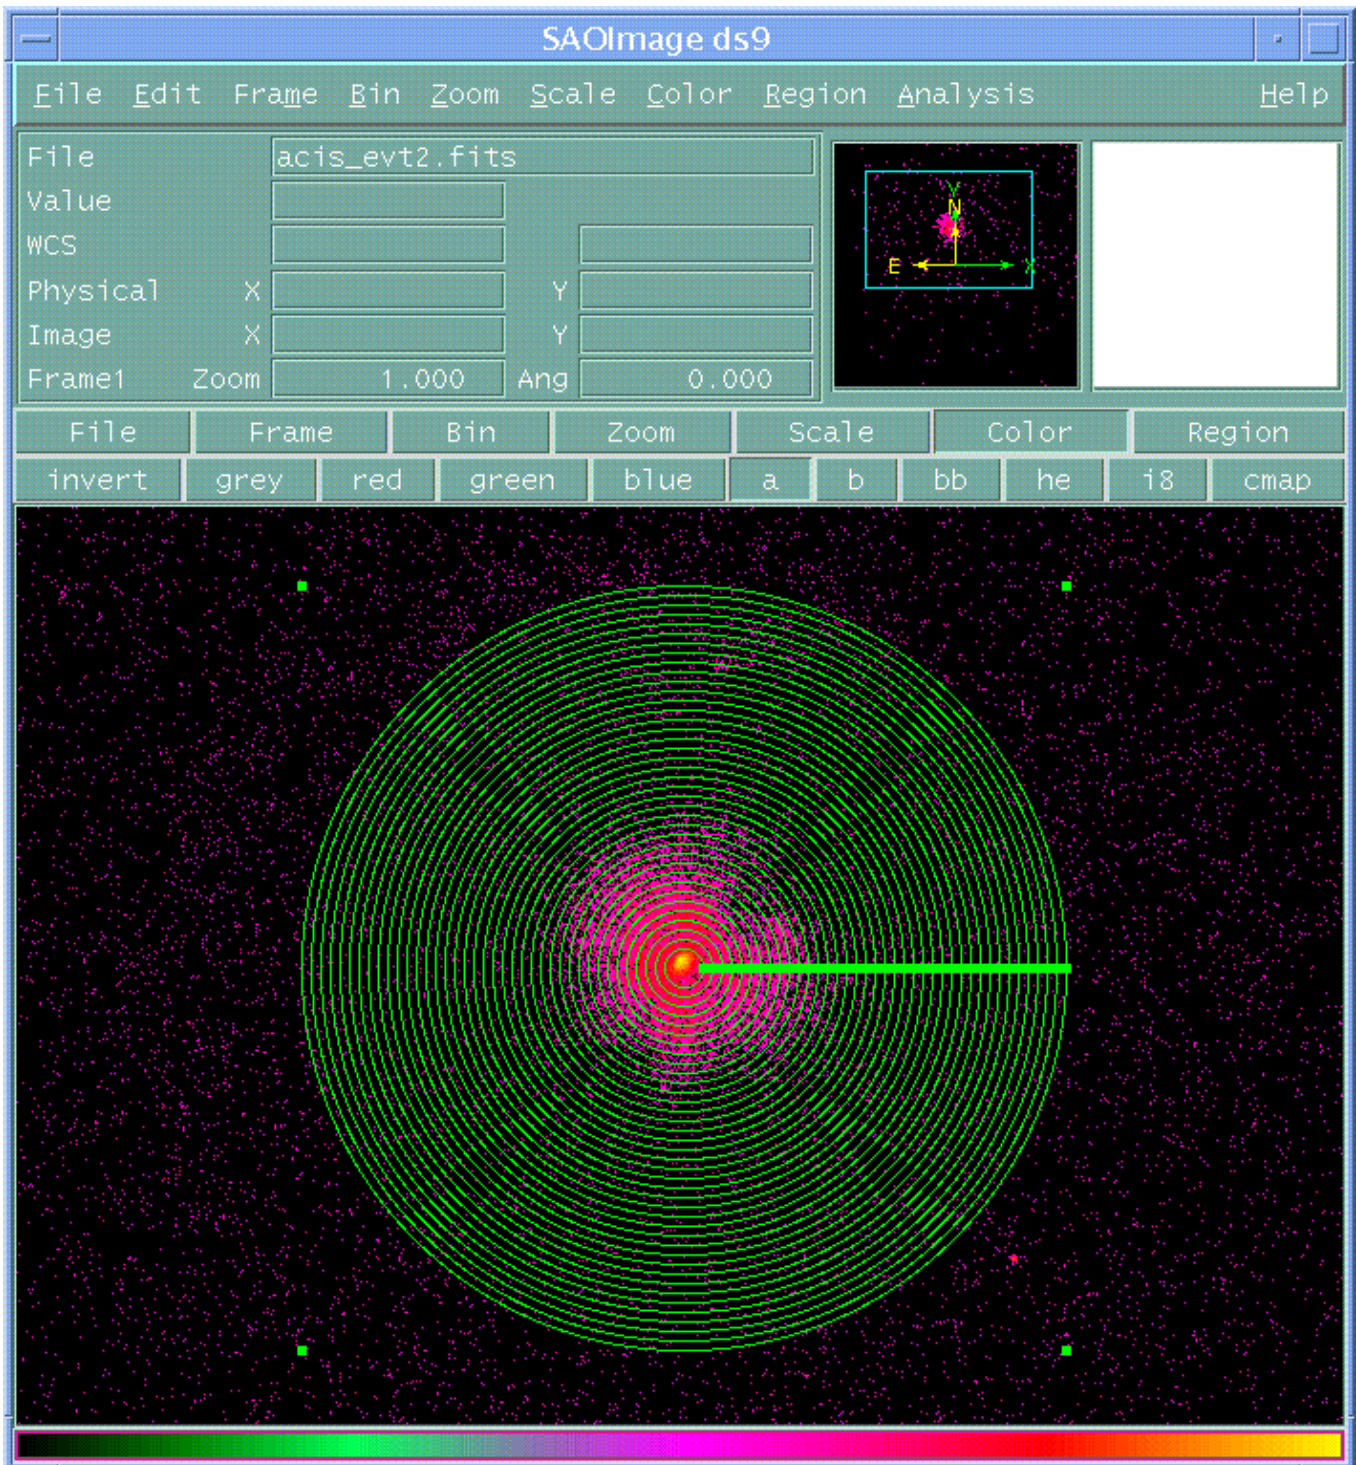 SAOImage ds9
File Edit Frame Bin Zoom Scale Color Region Analysis Help
File acis_evt2.fits
Value
WCS
Physical X Y
Image X Y
Frame1 Zoom 1.000 Ang 0.000
Y
N
E X
File Frame Bin Zoom Scale Color Region
invert grey red green blue a b bb he i8 cmap